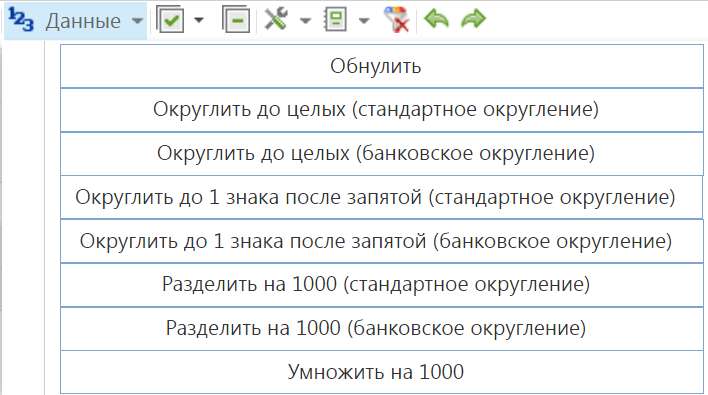 123 Данные
Обнулить
Округлить до целых (стандартное округление)
Округлить до целых (банковское округление)
Округлить до 1 знака после запятой (стандартное округление)
Округлить до 1 знака после запятой (банковское округление)
Разделить на 1000 (стандартное округление)
Разделить на 1000 (банковское округление)
Умножить на 1000